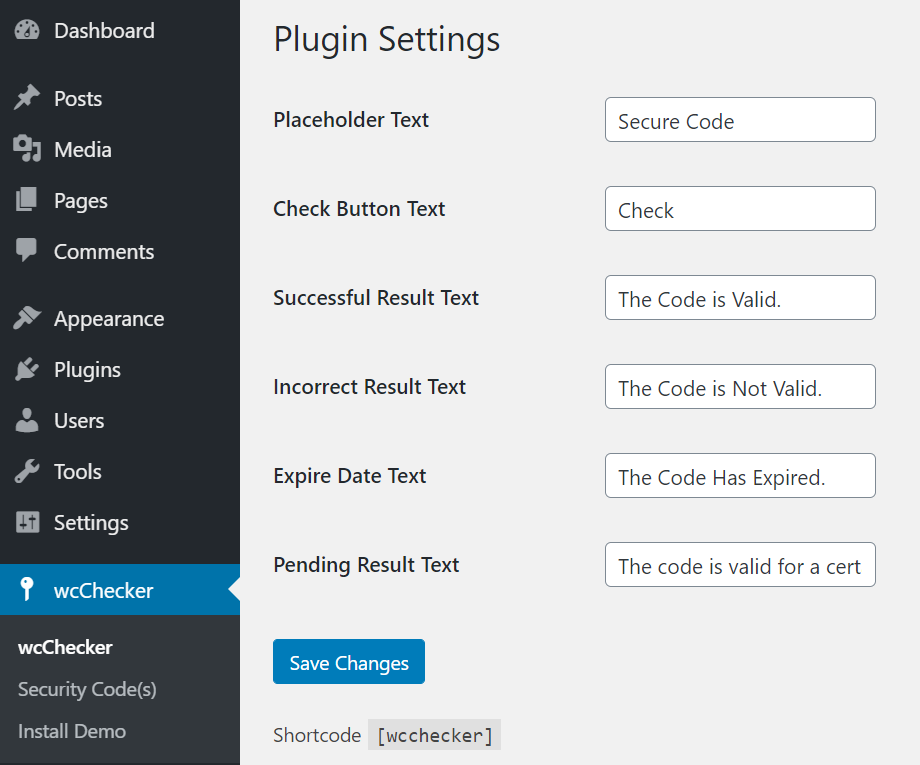 Dashboard
Posts
Media
Pages
Comments
Appearance
Plugins
Users
Tools
Settings
wcChecker
wcChecker
Security Code(s)
Install Demo
Plugin Settings
Placeholder Text
Secure Code
Check Button Text
Check
Successful Result Text
The Code is Valid.
Incorrect Result Text
The Code is Not Valid.
Expire Date Text
The Code Has Expired.
Pending Result Text
The code is valid for a cert
Save Changes
Shortcode [wcchecker]